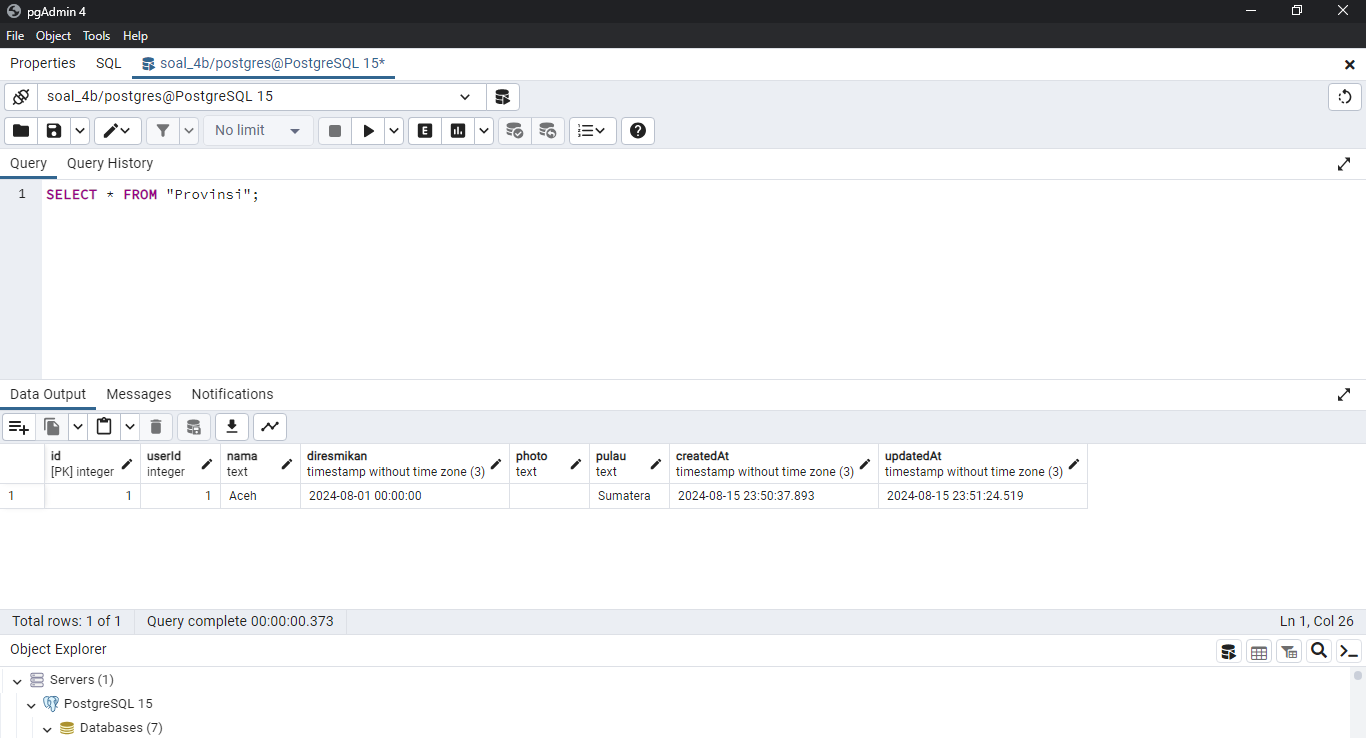 pgAdmin 4
File Object Tools Help
Properties SQL soal_4b/postgres@PostgreSQL 15*
soal_4b/postgres@PostgreSQL 15
No limit
E
Query Query History
1 SELECT * FROM "Provinsi";
Data Output Messages Notifications
id userId nama diresmikan photo pulau createdAt updatedAt
[PK] integer integer text timestamp without time zone (3) text text timestamp without time zone (3) timestamp without time zone (3)
1 1 1 Aceh 2024-08-01 00:00:00 Sumatera 2024-08-15 23:50:37.893 2024-08-15 23:51:24.519
Total rows: 1 of 1 Query complete 00:00:00.373 Ln 1, Col 26
Object Explorer
Servers (1)
PostgreSQL 15
Databases (7)